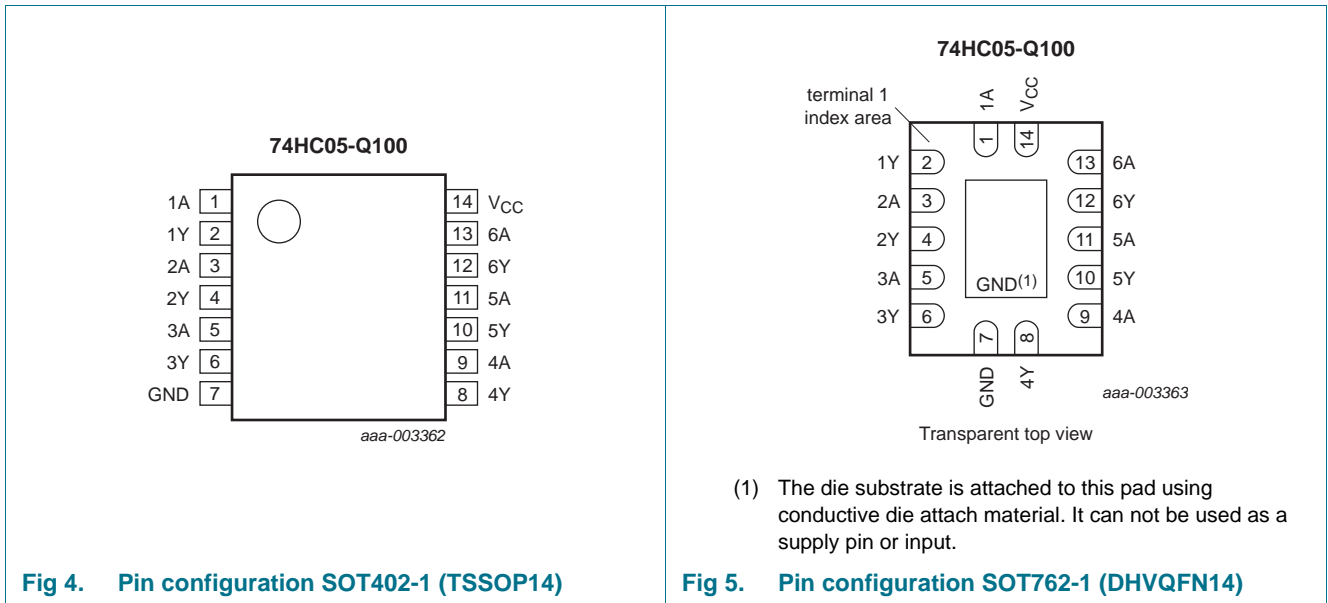 74HC05-Q100
1A 1
1Y 2
2A 3
2Y 4
3A 5
3Y 6
GND 7
14 VCC
13 6A
12 6Y
11 5A
10 5Y
9 4A
8 4Y
aaa-003362
Fig 4. Pin configuration SOT402-1 (TSSOP14)
74HC05-Q100
terminal 1
index area
1A
VCC
1
14
1Y 2
2A 3
2Y 4
3A 5
3Y 6
13 6A
12 6Y
11 5A
10 5Y
9 4A
GND(1)
7
8
GND
4Y
aaa-003363
Transparent top view
(1) The die substrate is attached to this pad using
conductive die attach material. It can not be used as a
supply pin or input.
Fig 5. Pin configuration SOT762-1 (DHVQFN14)